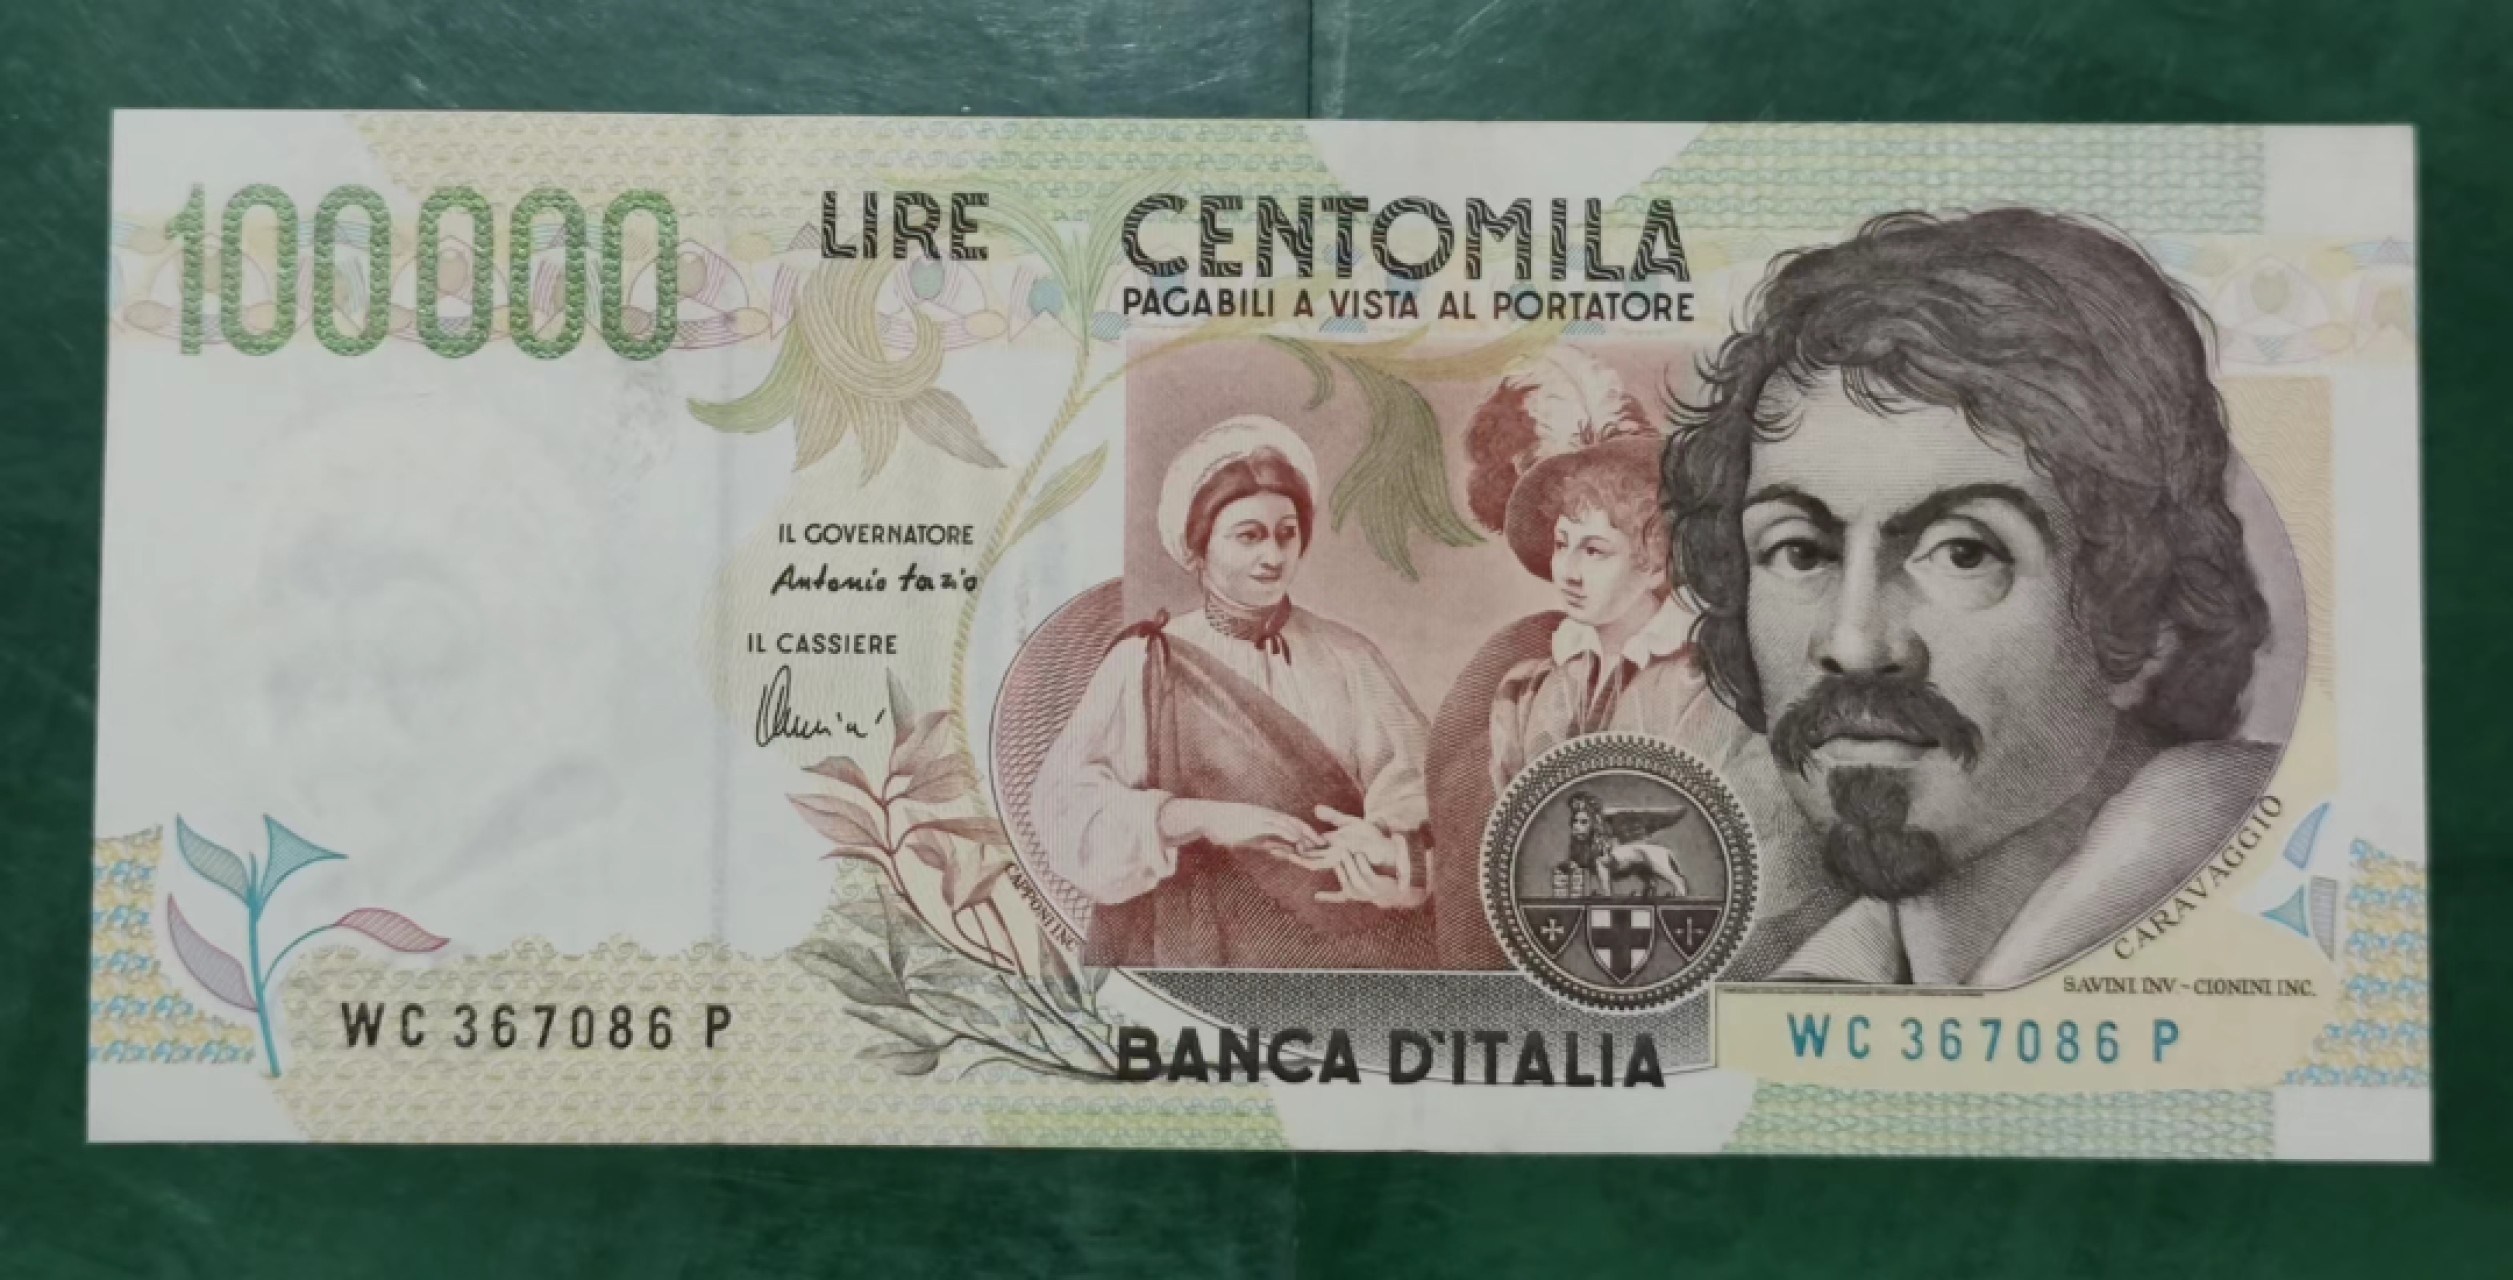 100000
LIRE
CENTOMILA
PAGABILI A VISTA AL PORTATORE
IL GOVERNATORE
Antonio Fazio
IL CASSIERE
CAPPONI INC.
CARAVAGGIO
SAVINI INV.-CIONINI INC.
WC 367086 P
BANCA D'ITALIA
WC 367086 P